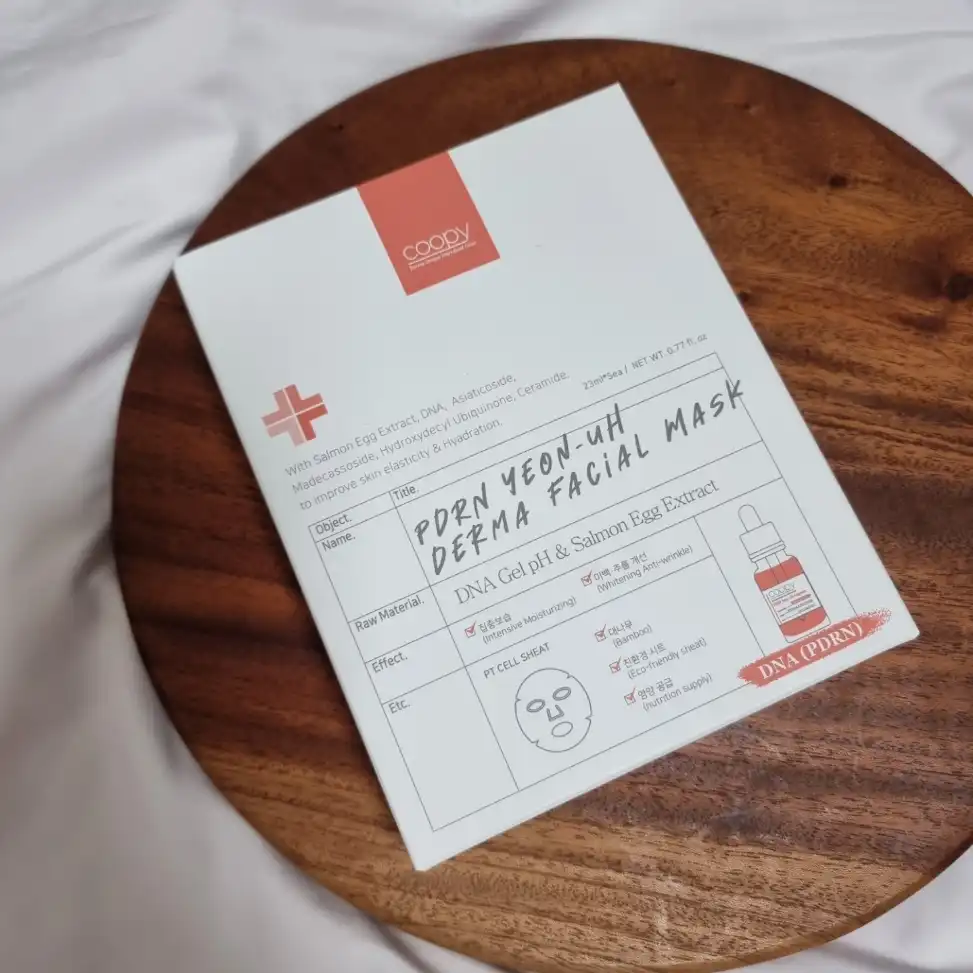 coopy
With Salmon Egg Extract, DNA, Asiaticoside,
Madecassoside, Hydroxydecyl Ubiquinone, Ceramide.
to improve skin elasticity & Hyadration.
23ml*5ea / NET WT. 0.77 fl. oz
Object.
Title.
Name.
PDRN YEON-UH
DERMA FACIAL MASK
Raw Material.
DNA Gel pH & Salmon Egg Extract
Effect.
집중보습
(Intensive Moisturizing)
미백·주름 개선
(Whitening Anti-wrinkle)
Etc.
PT CELL SHEAT
대나무
(Bamboo)
친환경 시트
(Eco-friendly sheat)
영양 공급
(nutrition supply)
COOPY
DNA (PDRN)